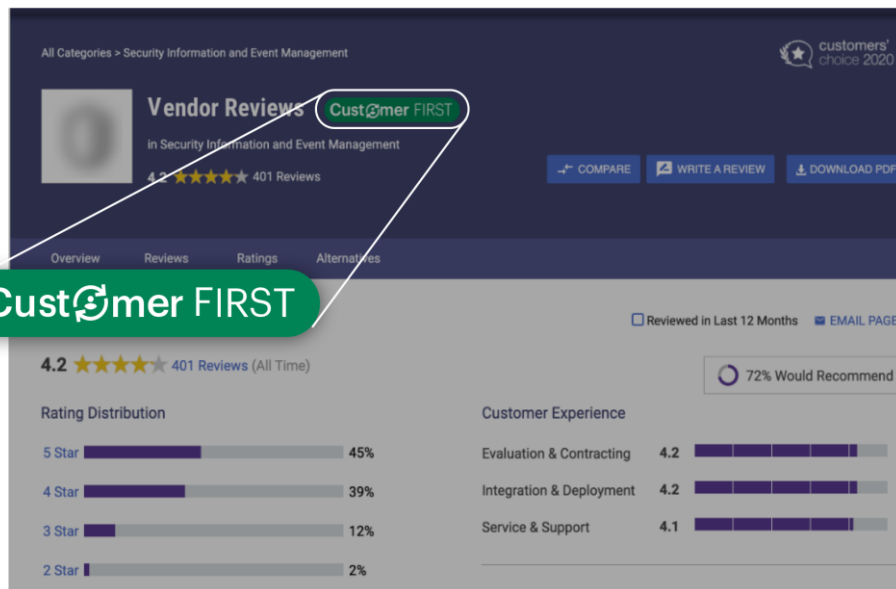 All Categories > Security Information and Event Management
customers'
choice 2020
Vendor Reviews Customer FIRST
in Security Information and Event Management
4.2 401 Reviews
COMPARE WRITE A REVIEW DOWNLOAD PDF
Overview Reviews Ratings Alternatives
Customer FIRST
Reviewed in Last 12 Months EMAIL PAGE
4.2 401 Reviews (All Time)
72% Would Recommend
Rating Distribution
5 Star 45%
4 Star 39%
3 Star 12%
2 Star 2%
Customer Experience
Evaluation & Contracting 4.2
Integration & Deployment 4.2
Service & Support 4.1